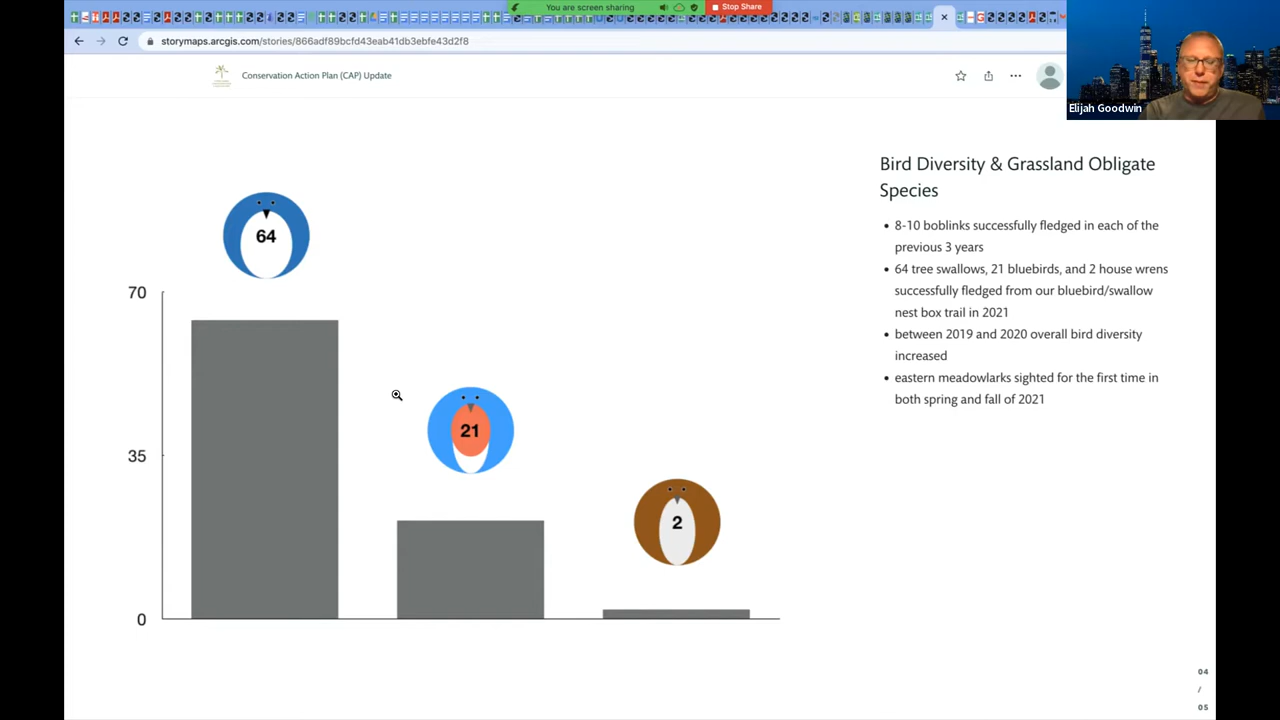 You are screen sharing
Stop Share
storymaps.arcgis.com/stories/866adf89bcfd43eab41db3ebfe43d2f8
Conservation Action Plan (CAP) Update
Elijah Goodwin
Bird Diversity & Grassland Obligate
Species
• 8-10 boblinks successfully fledged in each of the
previous 3 years
• 64 tree swallows, 21 bluebirds, and 2 house wrens
successfully fledged from our bluebird/swallow
nest box trail in 2021
• between 2019 and 2020 overall bird diversity
increased
• eastern meadowlarks sighted for the first time in
both spring and fall of 2021
64
70
21
35
2
0
04
/
05